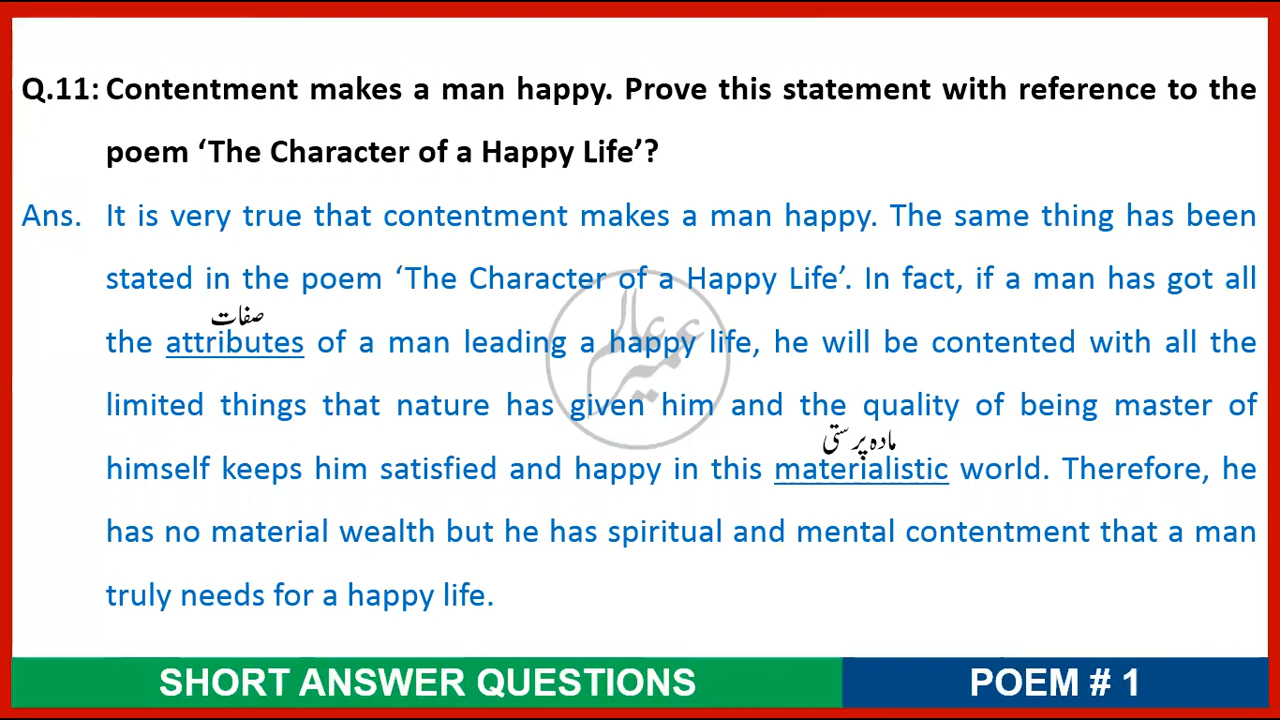 Q.11: Contentment makes a man happy. Prove this statement with reference to the
poem ‘The Character of a Happy Life’?
Ans. It is very true that contentment makes a man happy. The same thing has been
stated in the poem ‘The Character of a Happy Life’. In fact, if a man has got all
صفات
the attributes of a man leading a happy life, he will be contented with all the
limited things that nature has given him and the quality of being master of
مادہ پرستی
himself keeps him satisfied and happy in this materialistic world. Therefore, he
has no material wealth but he has spiritual and mental contentment that a man
truly needs for a happy life.
SHORT ANSWER QUESTIONS
POEM # 1